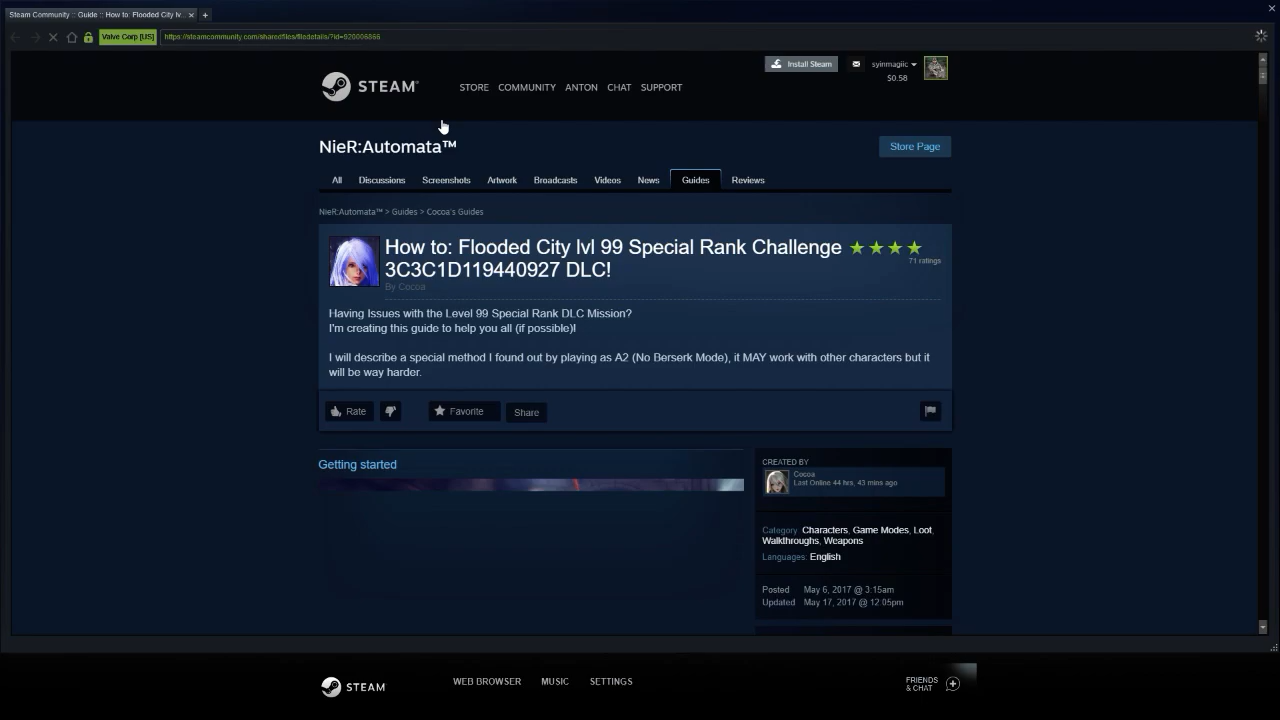 Steam Community :: Guide :: How to: Flooded City lv...
Valve Corp [US]
https://steamcommunity.com/sharedfiles/filedetails/?id=920006866
Install Steam
syinmagiic
$0.58
STEAM®
STORE COMMUNITY ANTON CHAT SUPPORT
NieR:Automata™
Store Page
All Discussions Screenshots Artwork Broadcasts Videos News Guides Reviews
NieR:Automata™ > Guides > Cocoa's Guides
How to: Flooded City lvl 99 Special Rank Challenge
3C3C1D119440927 DLC!
71 ratings
By Cocoa
Having Issues with the Level 99 Special Rank DLC Mission?
I'm creating this guide to help you all (if possible)!
I will describe a special method I found out by playing as A2 (No Berserk Mode), it MAY work with other characters but it
will be way harder.
Rate
Favorite
Share
Getting started
CREATED BY
Cocoa
Last Online 44 hrs, 43 mins ago
Category: Characters, Game Modes, Loot,
Walkthroughs, Weapons
Languages: English
Posted May 6, 2017 @ 3:15am
Updated May 17, 2017 @ 12:05pm
STEAM
WEB BROWSER MUSIC SETTINGS
FRIENDS
& CHAT